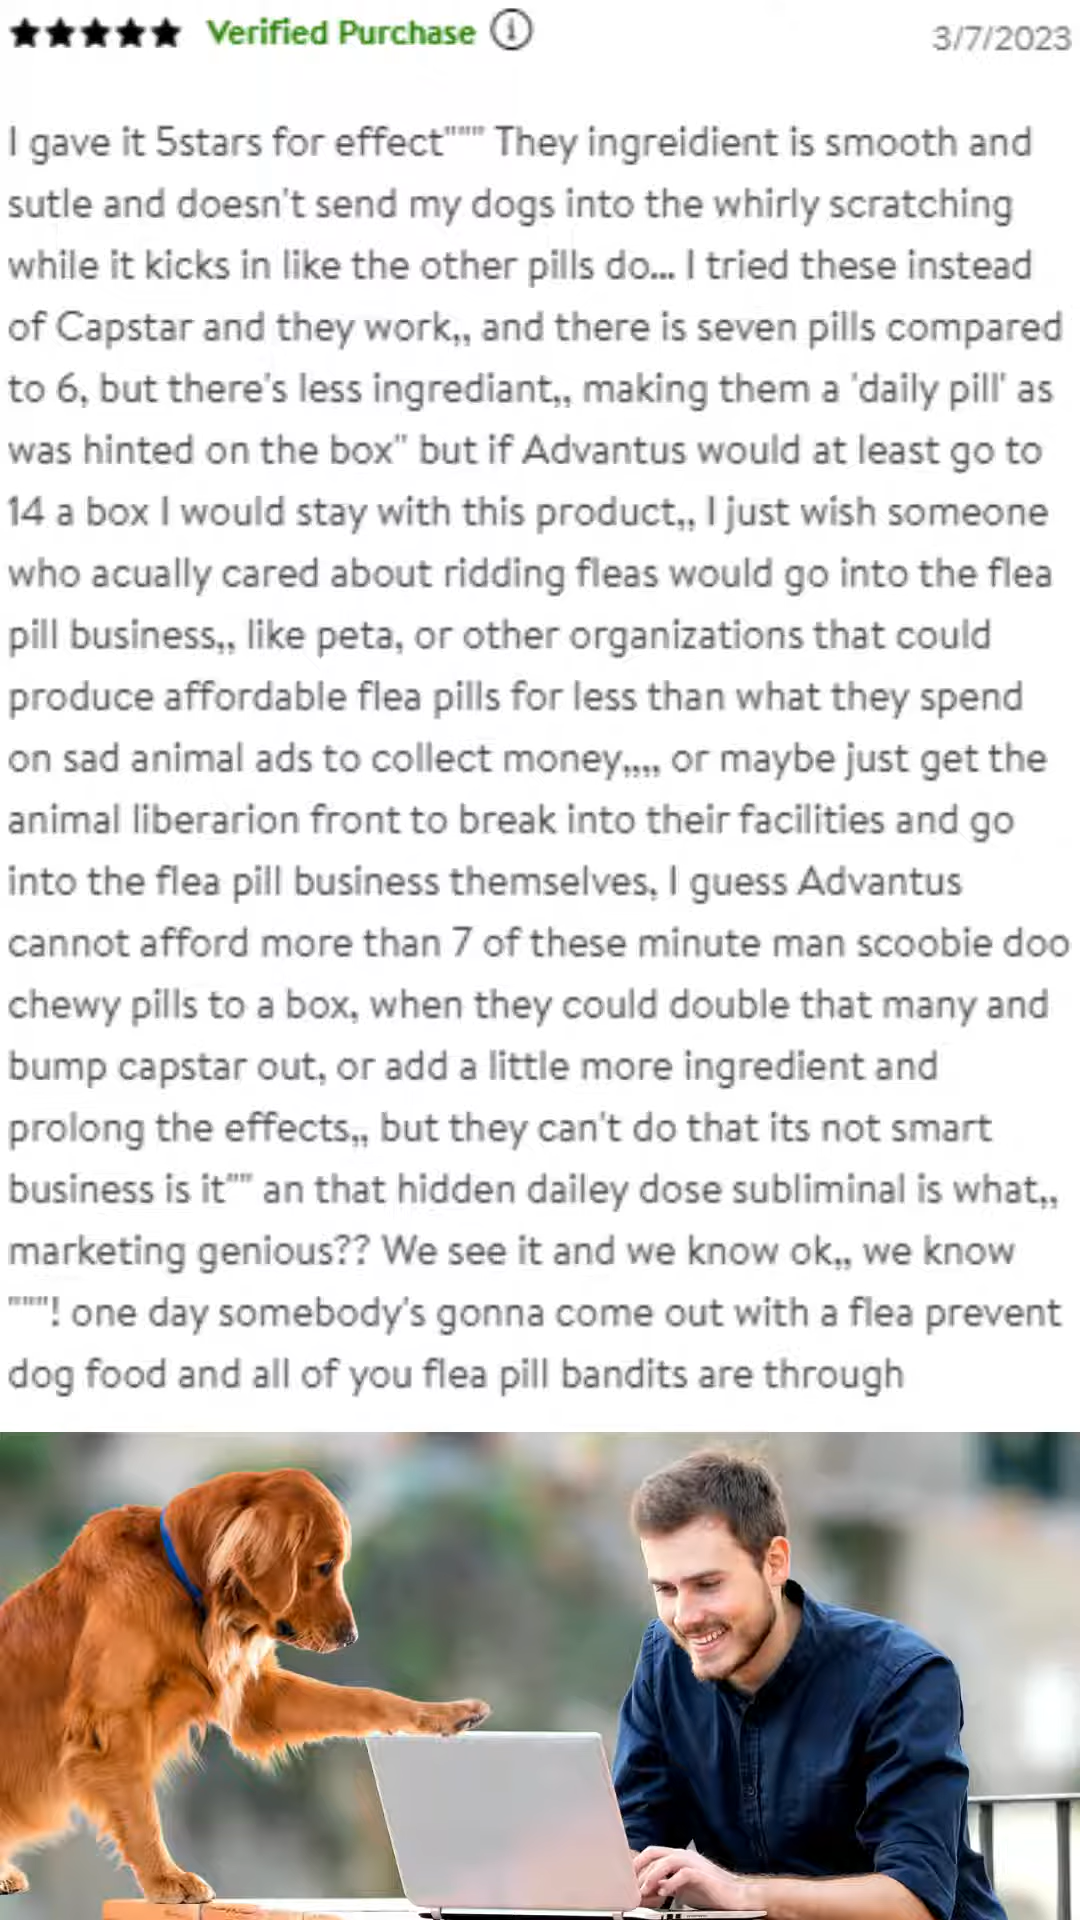 ★★★★★ Verified Purchase ⓘ 3/7/2023
I gave it 5stars for effect""" They ingreidient is smooth and
sutle and doesn't send my dogs into the whirly scratching
while it kicks in like the other pills do... I tried these instead
of Capstar and they work,, and there is seven pills compared
to 6, but there's less ingrediant,, making them a 'daily pill' as
was hinted on the box" but if Advantus would at least go to
14 a box I would stay with this product,, I just wish someone
who acually cared about ridding fleas would go into the flea
pill business,, like peta, or other organizations that could
produce affordable flea pills for less than what they spend
on sad animal ads to collect money,,,, or maybe just get the
animal liberarion front to break into their facilities and go
into the flea pill business themselves, I guess Advantus
cannot afford more than 7 of these minute man scoobie doo
chewy pills to a box, when they could double that many and
bump capstar out, or add a little more ingredient and
prolong the effects,, but they can't do that its not smart
business is it"" an that hidden dailey dose subliminal is what,,
marketing genious?? We see it and we know ok,, we know
"""! one day somebody's gonna come out with a flea prevent
dog food and all of you flea pill bandits are through